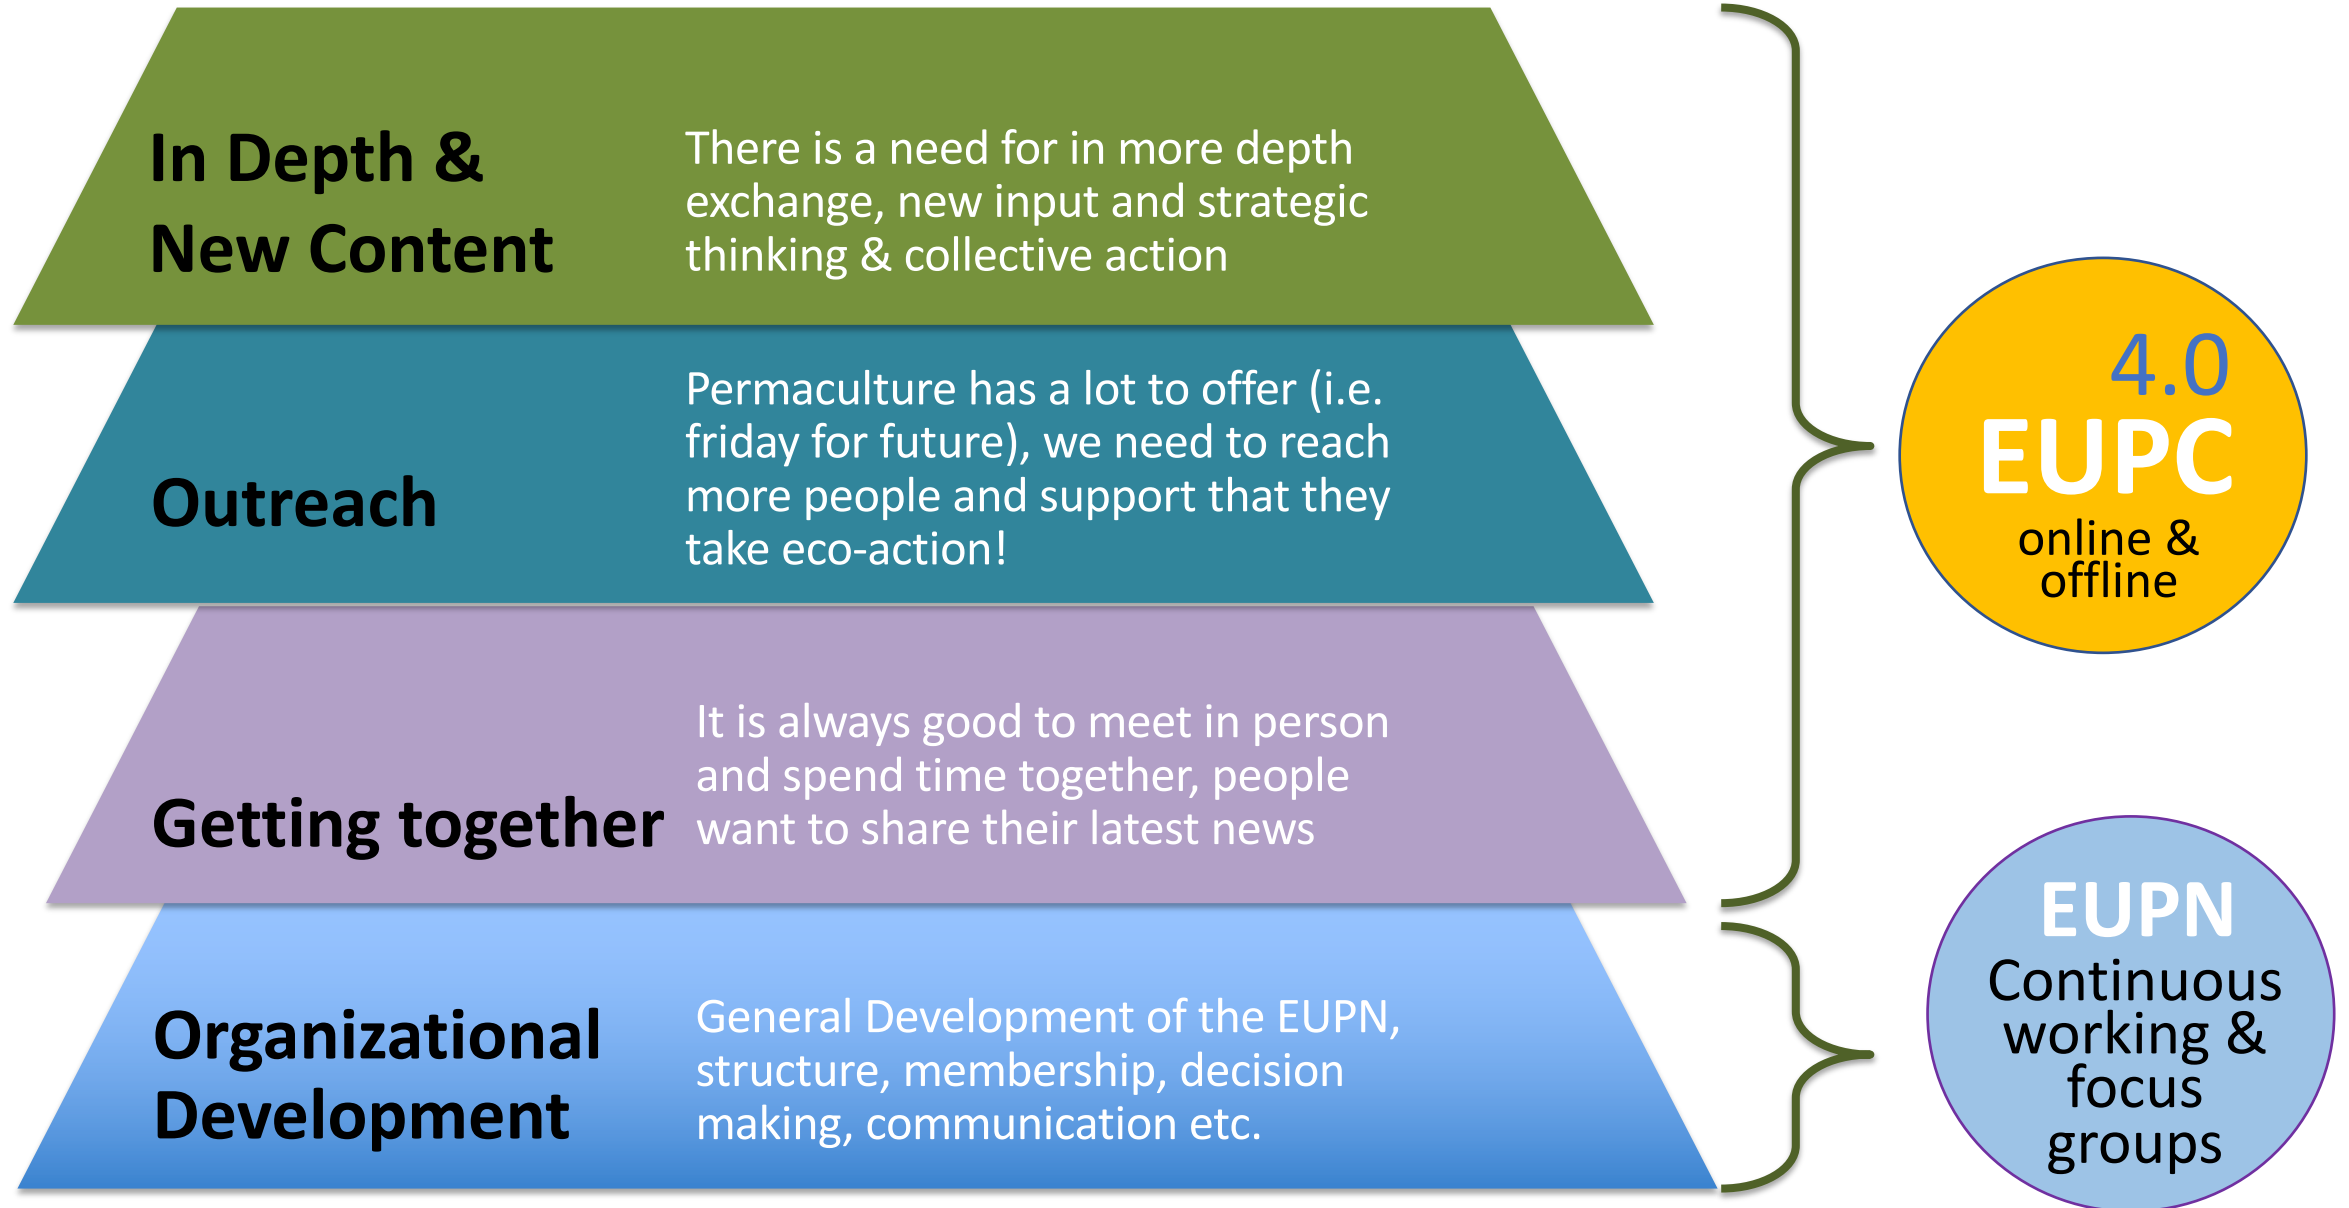 In Depth &
New Content
There is a need for in more depth
exchange, new input and strategic
thinking & collective action
Outreach
Permaculture has a lot to offer (i.e.
friday for future), we need to reach
more people and support that they
take eco-action!
Getting together
It is always good to meet in person
and spend time together, people
want to share their latest news
Organizational
Development
General Development of the EUPN,
structure, membership, decision
making, communication etc.
4.0
EUPC
online &
offline
EUPN
Continuous
working &
focus
groups